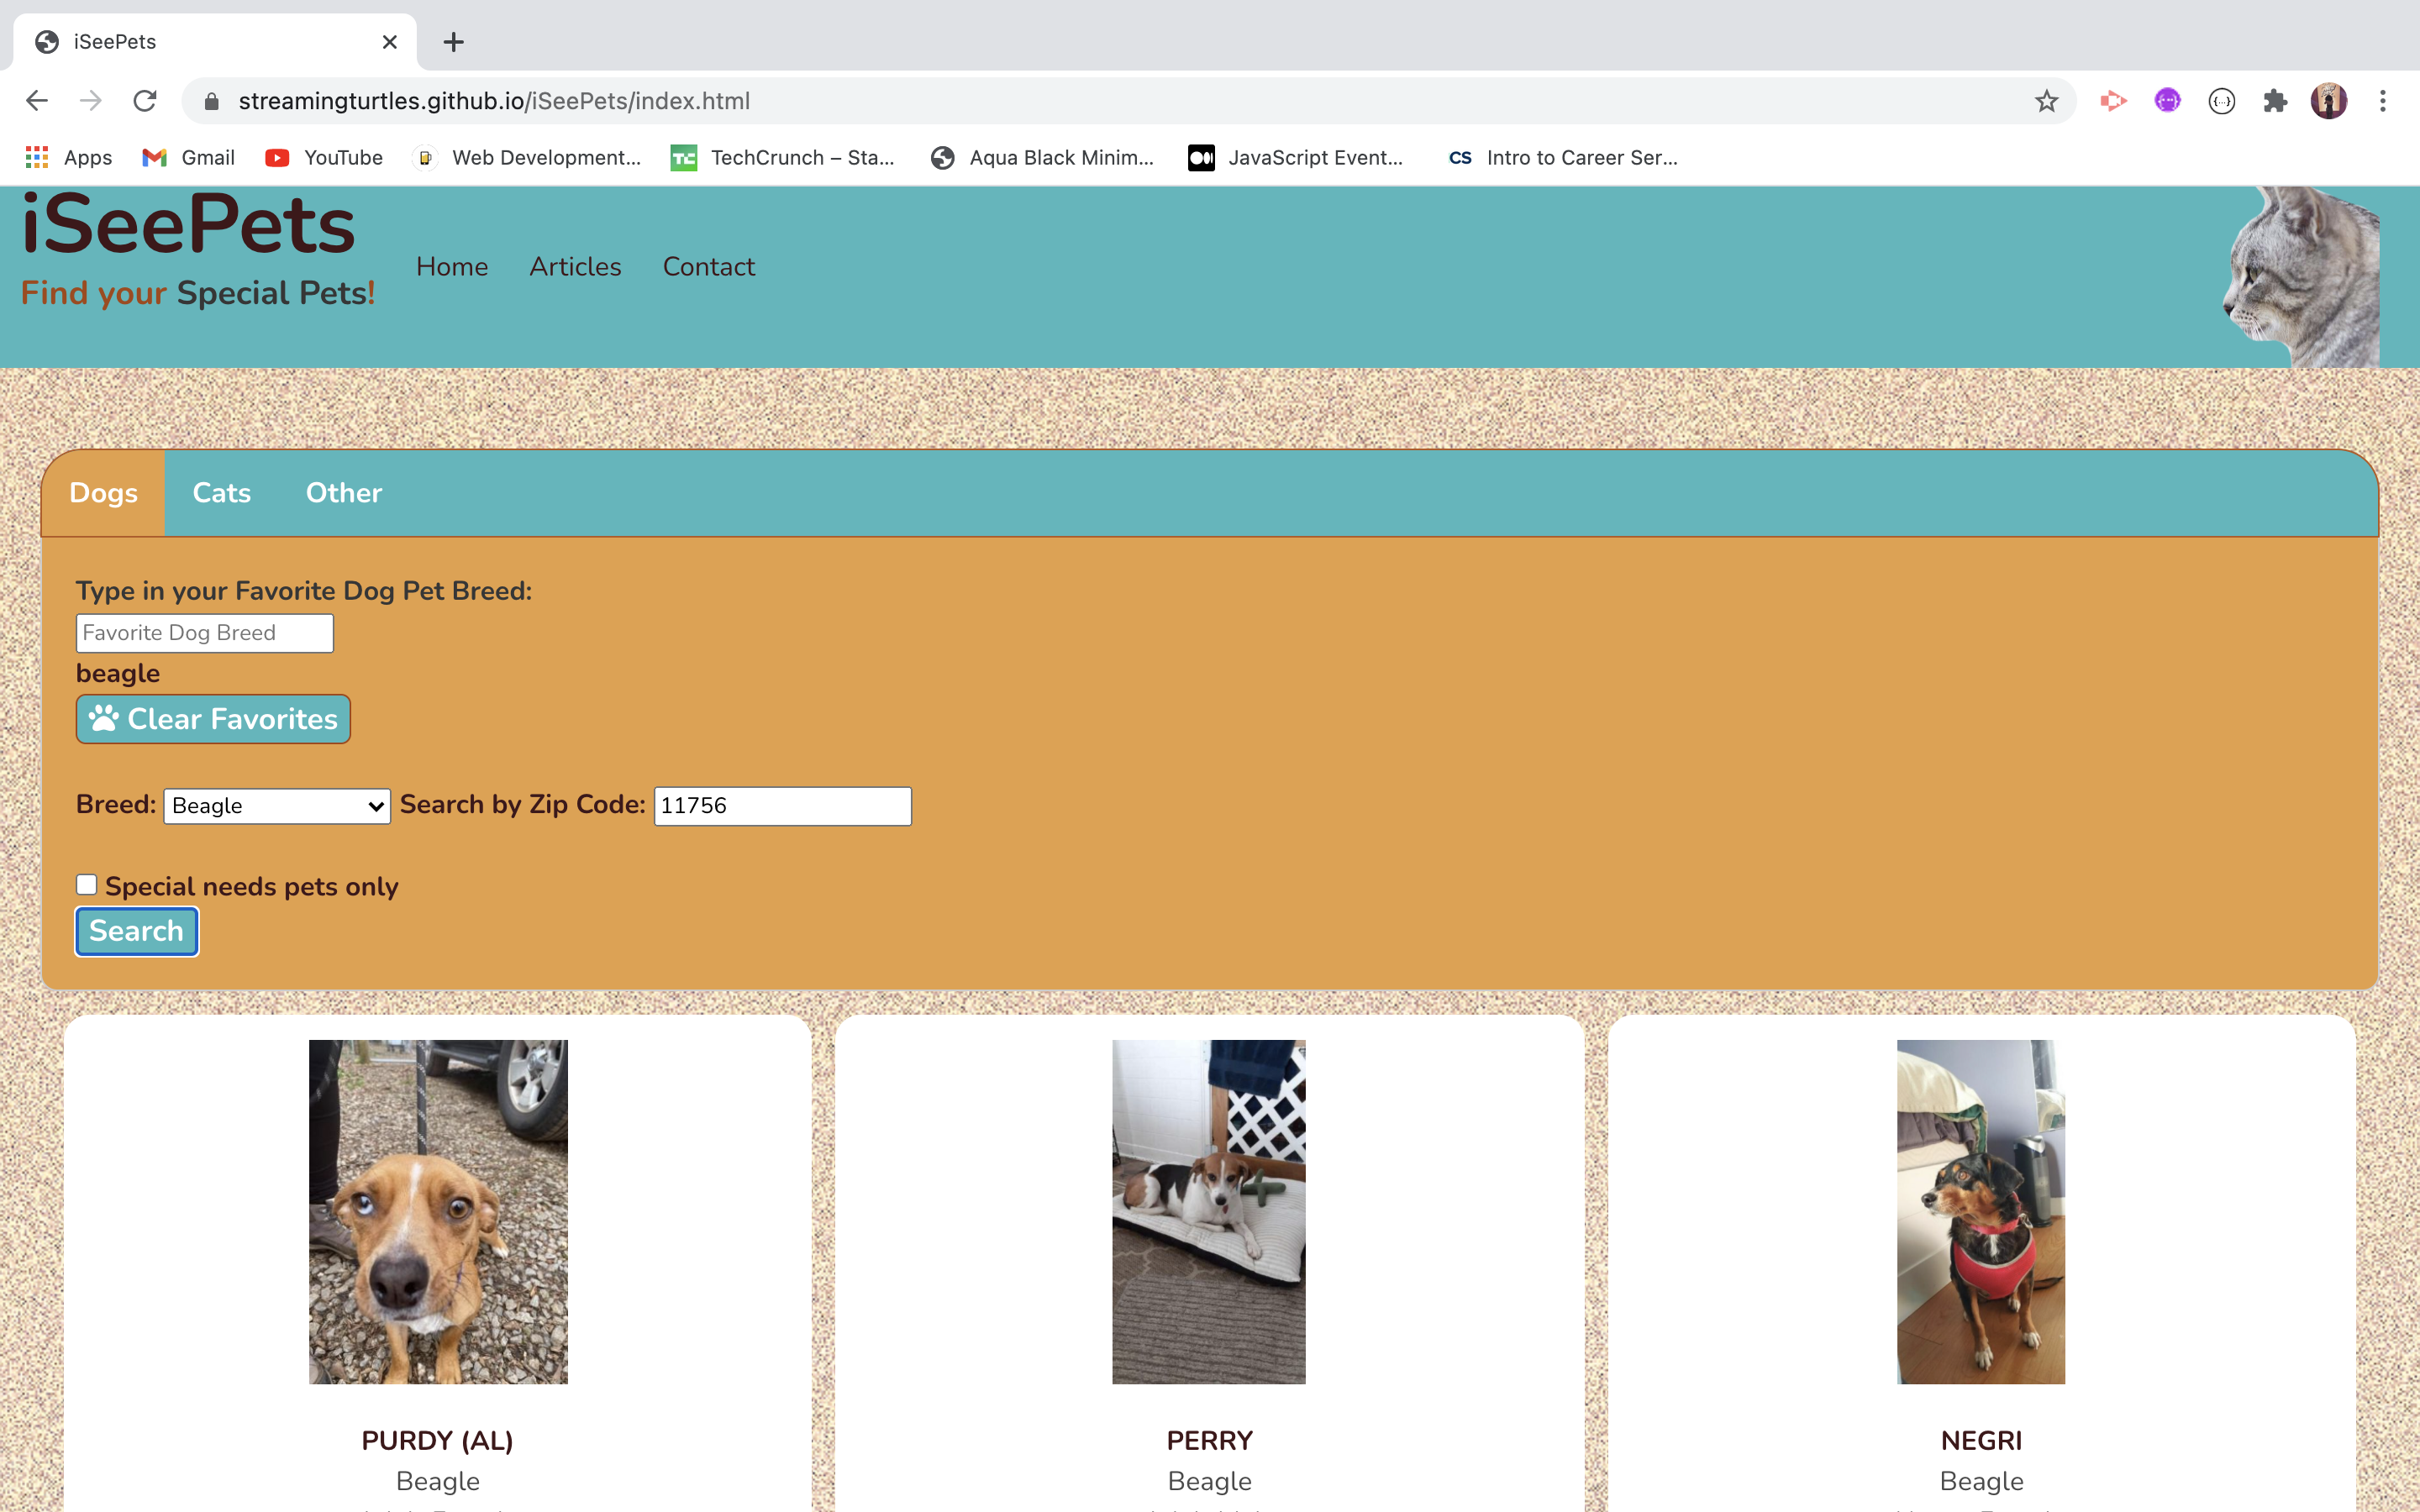 iSeePets
streamingturtles.github.io/iSeePets/index.html
Apps Gmail YouTube Web Development... TechCrunch – Sta... Aqua Black Minim... JavaScript Event... CS Intro to Career Ser...
iSeePets
Find your Special Pets!
Home Articles Contact
Dogs Cats Other
Type in your Favorite Dog Pet Breed:
Favorite Dog Breed
beagle
Clear Favorites
Breed: Beagle Search by Zip Code: 11756
Special needs pets only
Search
PURDY (AL) PERRY NEGRI
Beagle Beagle Beagle